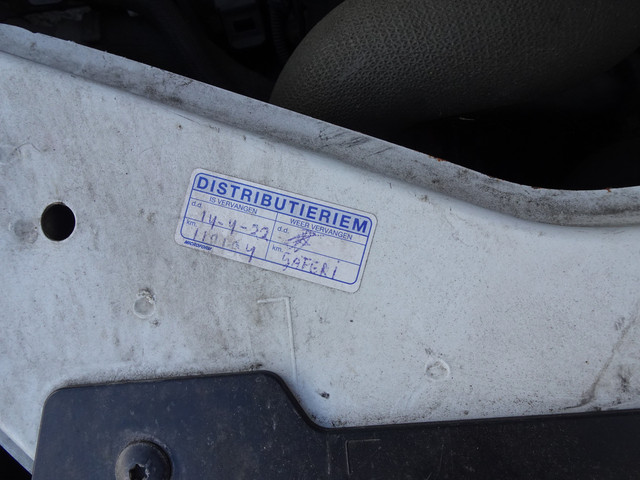 DISTRIBUTIERIEM
IS VERVANGEN WEER VERVANGEN
d.d. 14-4-22 d.d.
km. km. GAFERI